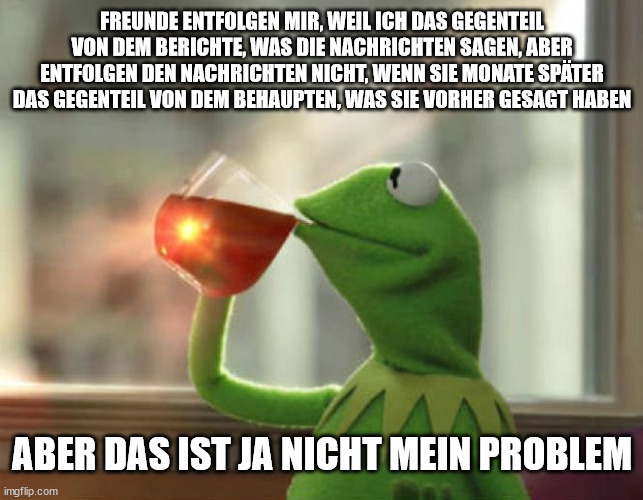 FREUNDE ENTFOLGEN MIR, WEIL ICH DAS GEGENTEIL
VON DEM BERICHTE, WAS DIE NACHRICHTEN SAGEN, ABER
ENTFOLGEN DEN NACHRICHTEN NICHT, WENN SIE MONATE SPÄTER
DAS GEGENTEIL VON DEM BEHAUPTEN, WAS SIE VORHER GESAGT HABEN
ABER DAS IST JA NICHT MEIN PROBLEM
imgflip.com